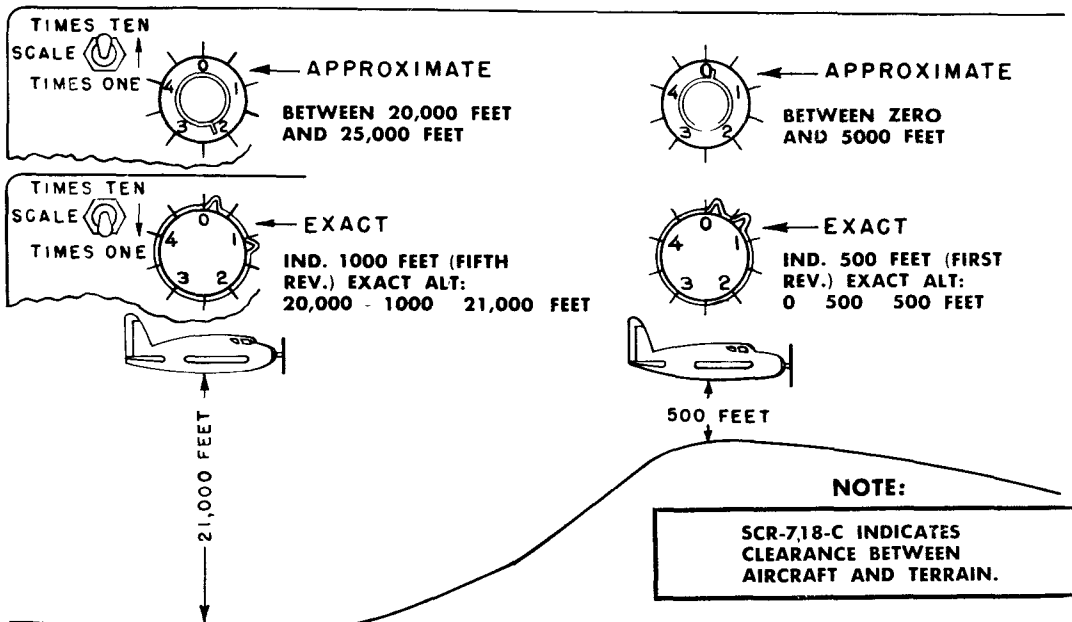 TIMES TEN
SCALE
TIMES ONE
0
1
2
3
4
APPROXIMATE
BETWEEN 20,000 FEET
AND 25,000 FEET
0
1
2
3
4
APPROXIMATE
BETWEEN ZERO
AND 5000 FEET
TIMES TEN
SCALE
TIMES ONE
0
1
2
3
4
EXACT
IND. 1000 FEET (FIFTH
REV.) EXACT ALT:
20,000 - 1000 21,000 FEET
0
1
2
3
4
EXACT
IND. 500 FEET (FIRST
REV.) EXACT ALT:
0 500 500 FEET
21,000 FEET
500 FEET
NOTE:
SCR-7,18-C INDICATES
CLEARANCE BETWEEN
AIRCRAFT AND TERRAIN.